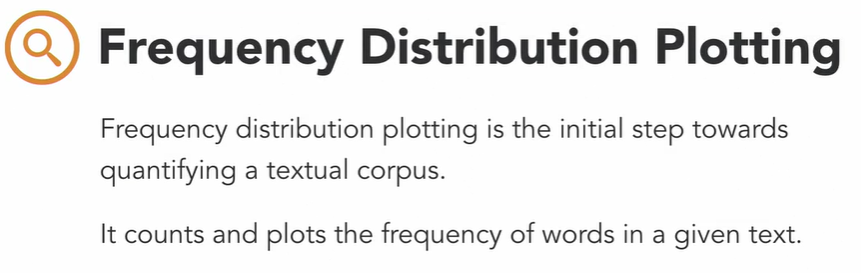 Frequency Distribution Plotting
Frequency distribution plotting is the initial step towards
quantifying a textual corpus.
It counts and plots the frequency of words in a given text.